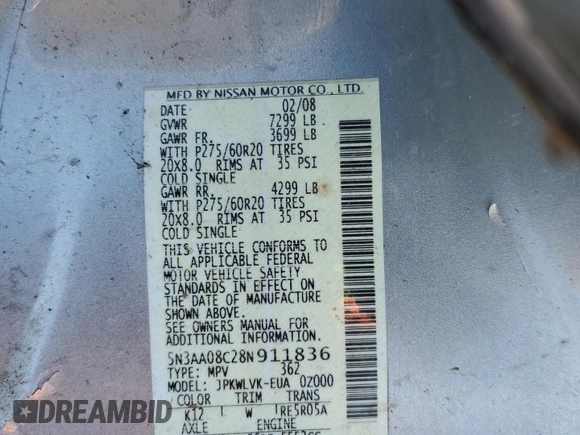 MFD BY NISSAN MOTOR CO., LTD.
DATE 02/08
GVWR 7299 LB
GAWR FR. 3699 LB
WITH P275/60R20 TIRES
20X8.0 RIMS AT 35 PSI
COLD SINGLE
GAWR RR. 4299 LB
WITH P275/60R20 TIRES
20X8.0 RIMS AT 35 PSI
COLD SINGLE
THIS VEHICLE CONFORMS TO
ALL APPLICABLE FEDERAL
MOTOR VEHICLE SAFETY
STANDARDS IN EFFECT ON
THE DATE OF MANUFACTURE
SHOWN ABOVE.
SEE OWNERS MANUAL FOR
ADDITIONAL INFORMATION.
5N3AA08C28N911836
TYPE: MPV 362
MODEL: JPKWLVK-EUA 0Z000
COLOR TRIM TRANS
K12 W RE5R05A
AXLE ENGINE
DREAMBID